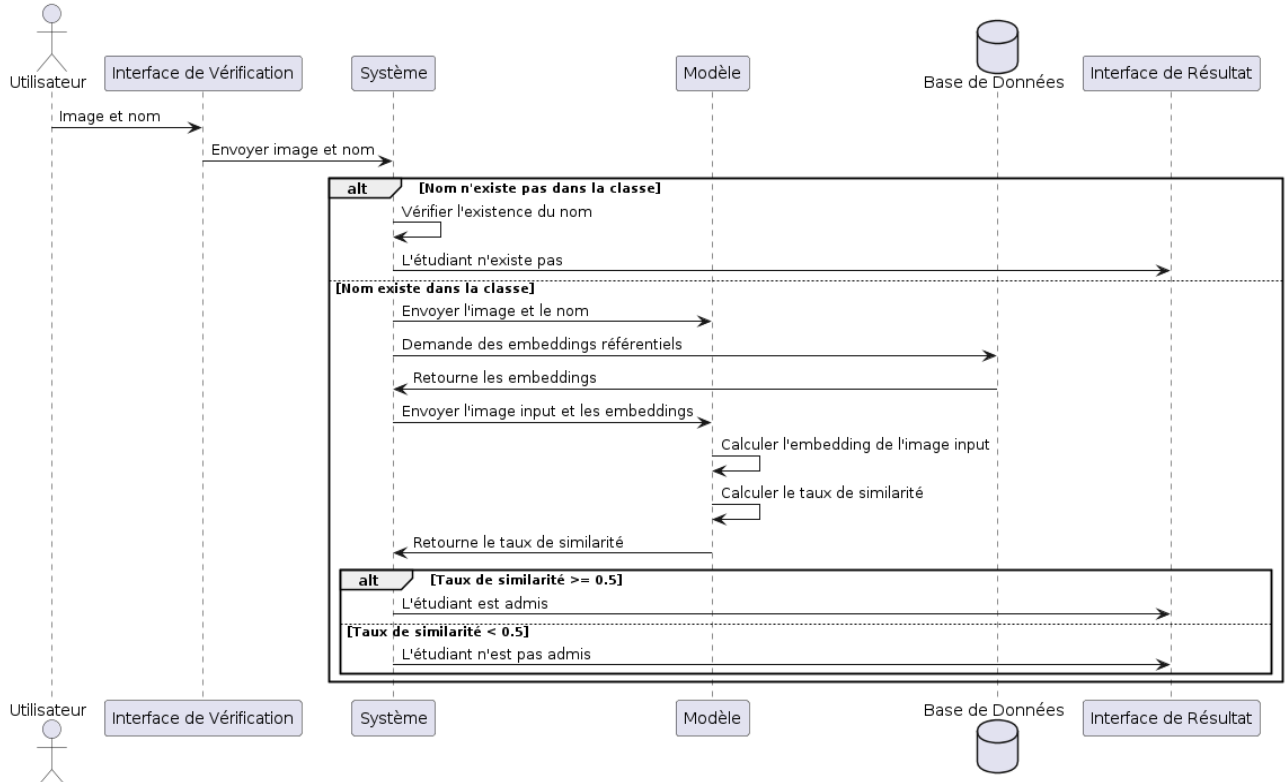 Utilisateur
Interface de Vérification
Système
Modèle
Base de Données
Interface de Résultat
Image et nom
Envoyer image et nom
alt [Nom n'existe pas dans la classe]
Vérifier l'existence du nom
L'étudiant n'existe pas
[Nom existe dans la classe]
Envoyer l'image et le nom
Demande des embeddings référentiels
Retourne les embeddings
Envoyer l'image input et les embeddings
Calculer l'embedding de l'image input
Calculer le taux de similarité
Retourne le taux de similarité
alt [Taux de similarité >= 0.5]
L'étudiant est admis
[Taux de similarité < 0.5]
L'étudiant n'est pas admis
Utilisateur
Interface de Vérification
Système
Modèle
Base de Données
Interface de Résultat